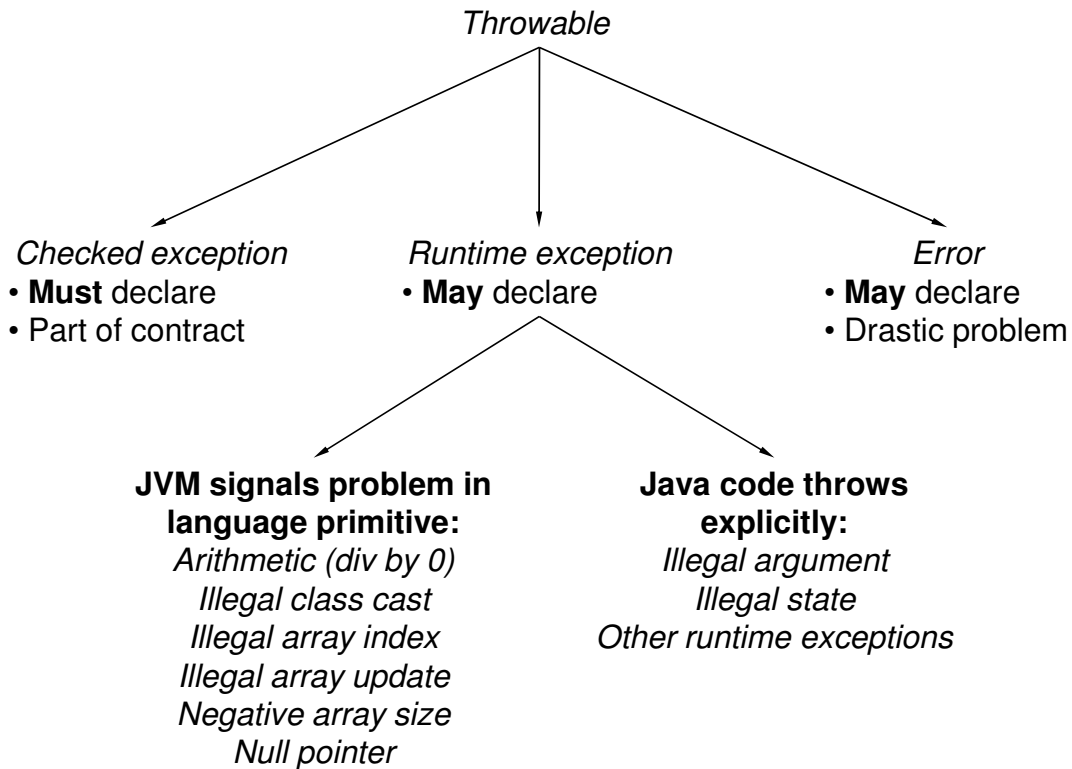 Throwable
Checked exception
• Must declare
• Part of contract
Runtime exception
• May declare
Error
• May declare
• Drastic problem
JVM signals problem in
language primitive:
Arithmetic (div by 0)
Illegal class cast
Illegal array index
Illegal array update
Negative array size
Null pointer
Java code throws
explicitly:
Illegal argument
Illegal state
Other runtime exceptions